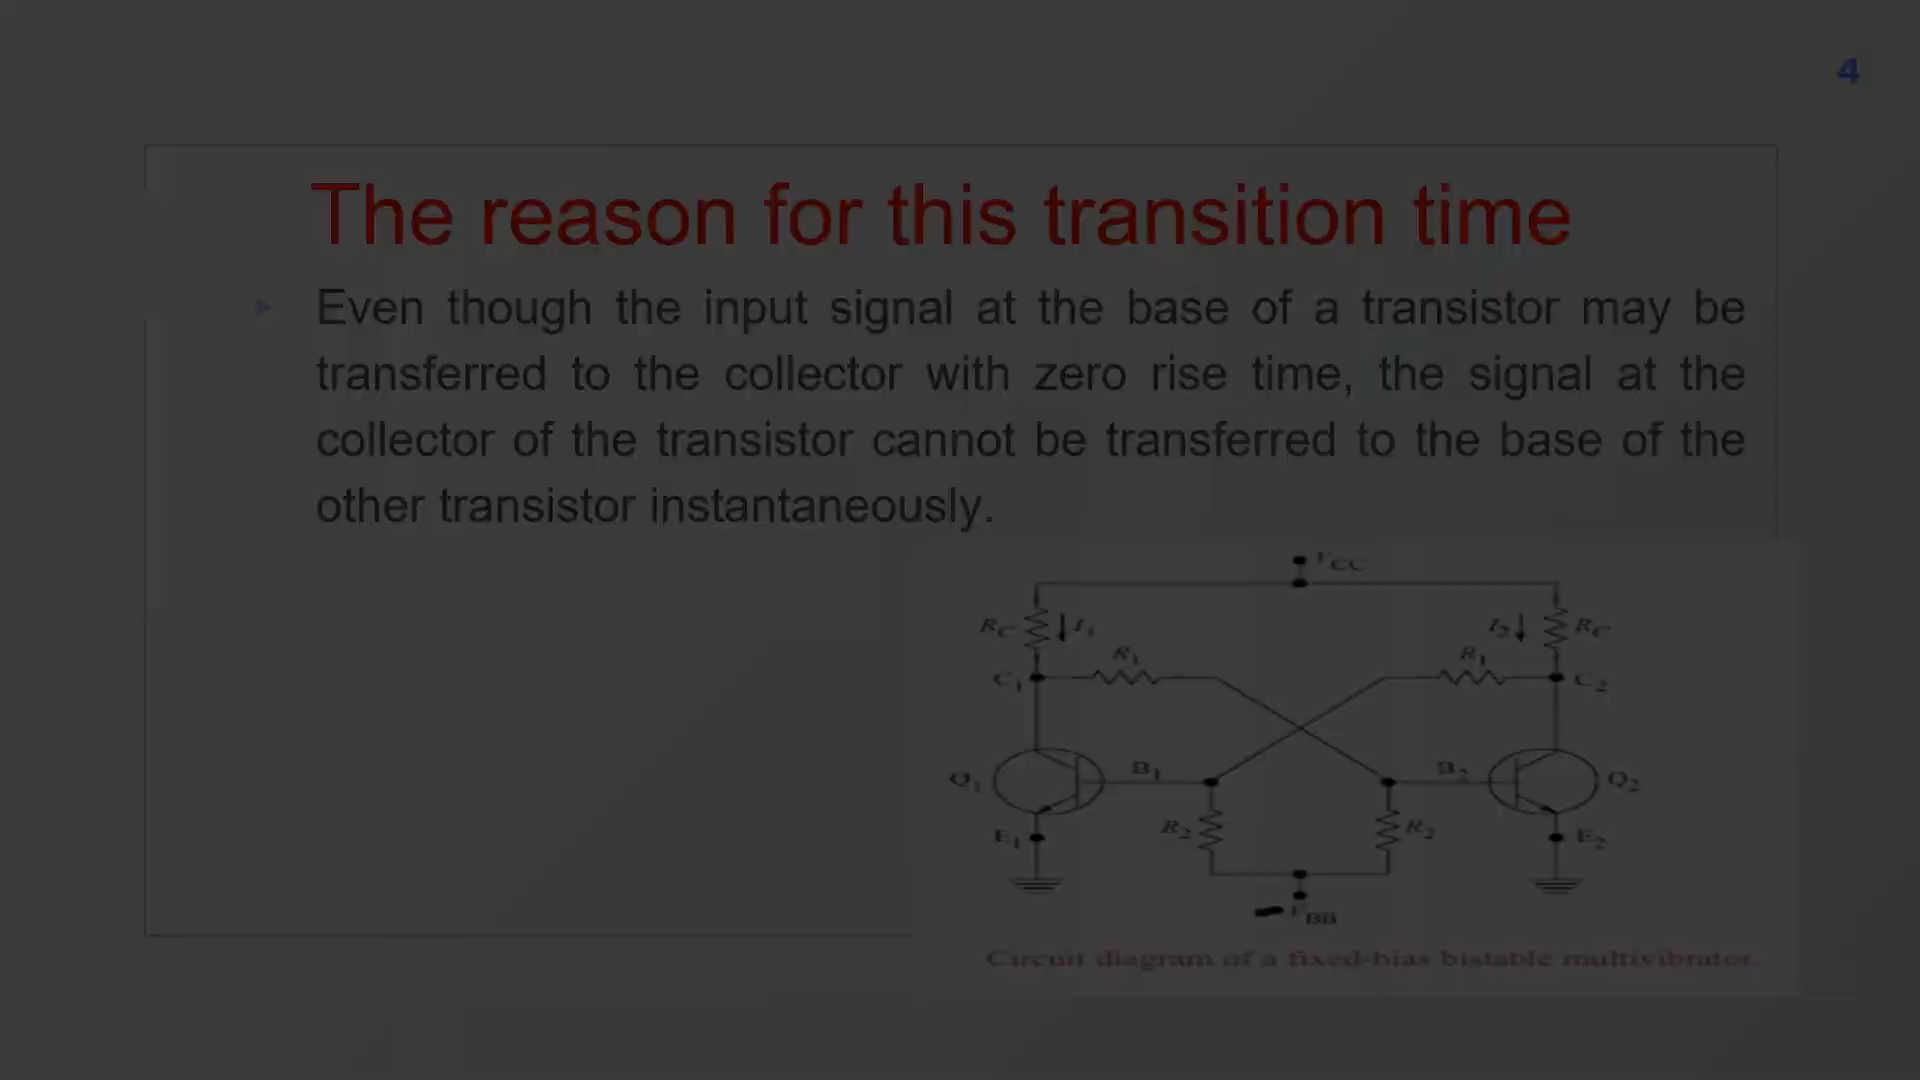 4
The reason for this transition time
Even though the input signal at the base of a transistor may be
transferred to the collector with zero rise time, the signal at the
collector of the transistor cannot be transferred to the base of the
other transistor instantaneously.
VCC
RC I1 I2 RC
R1 R1
C1 C2
Q1 B1 B2 Q2
R2 R2
E1 E2
VBB
Circuit diagram of a fixed-bias bistable multivibrator.